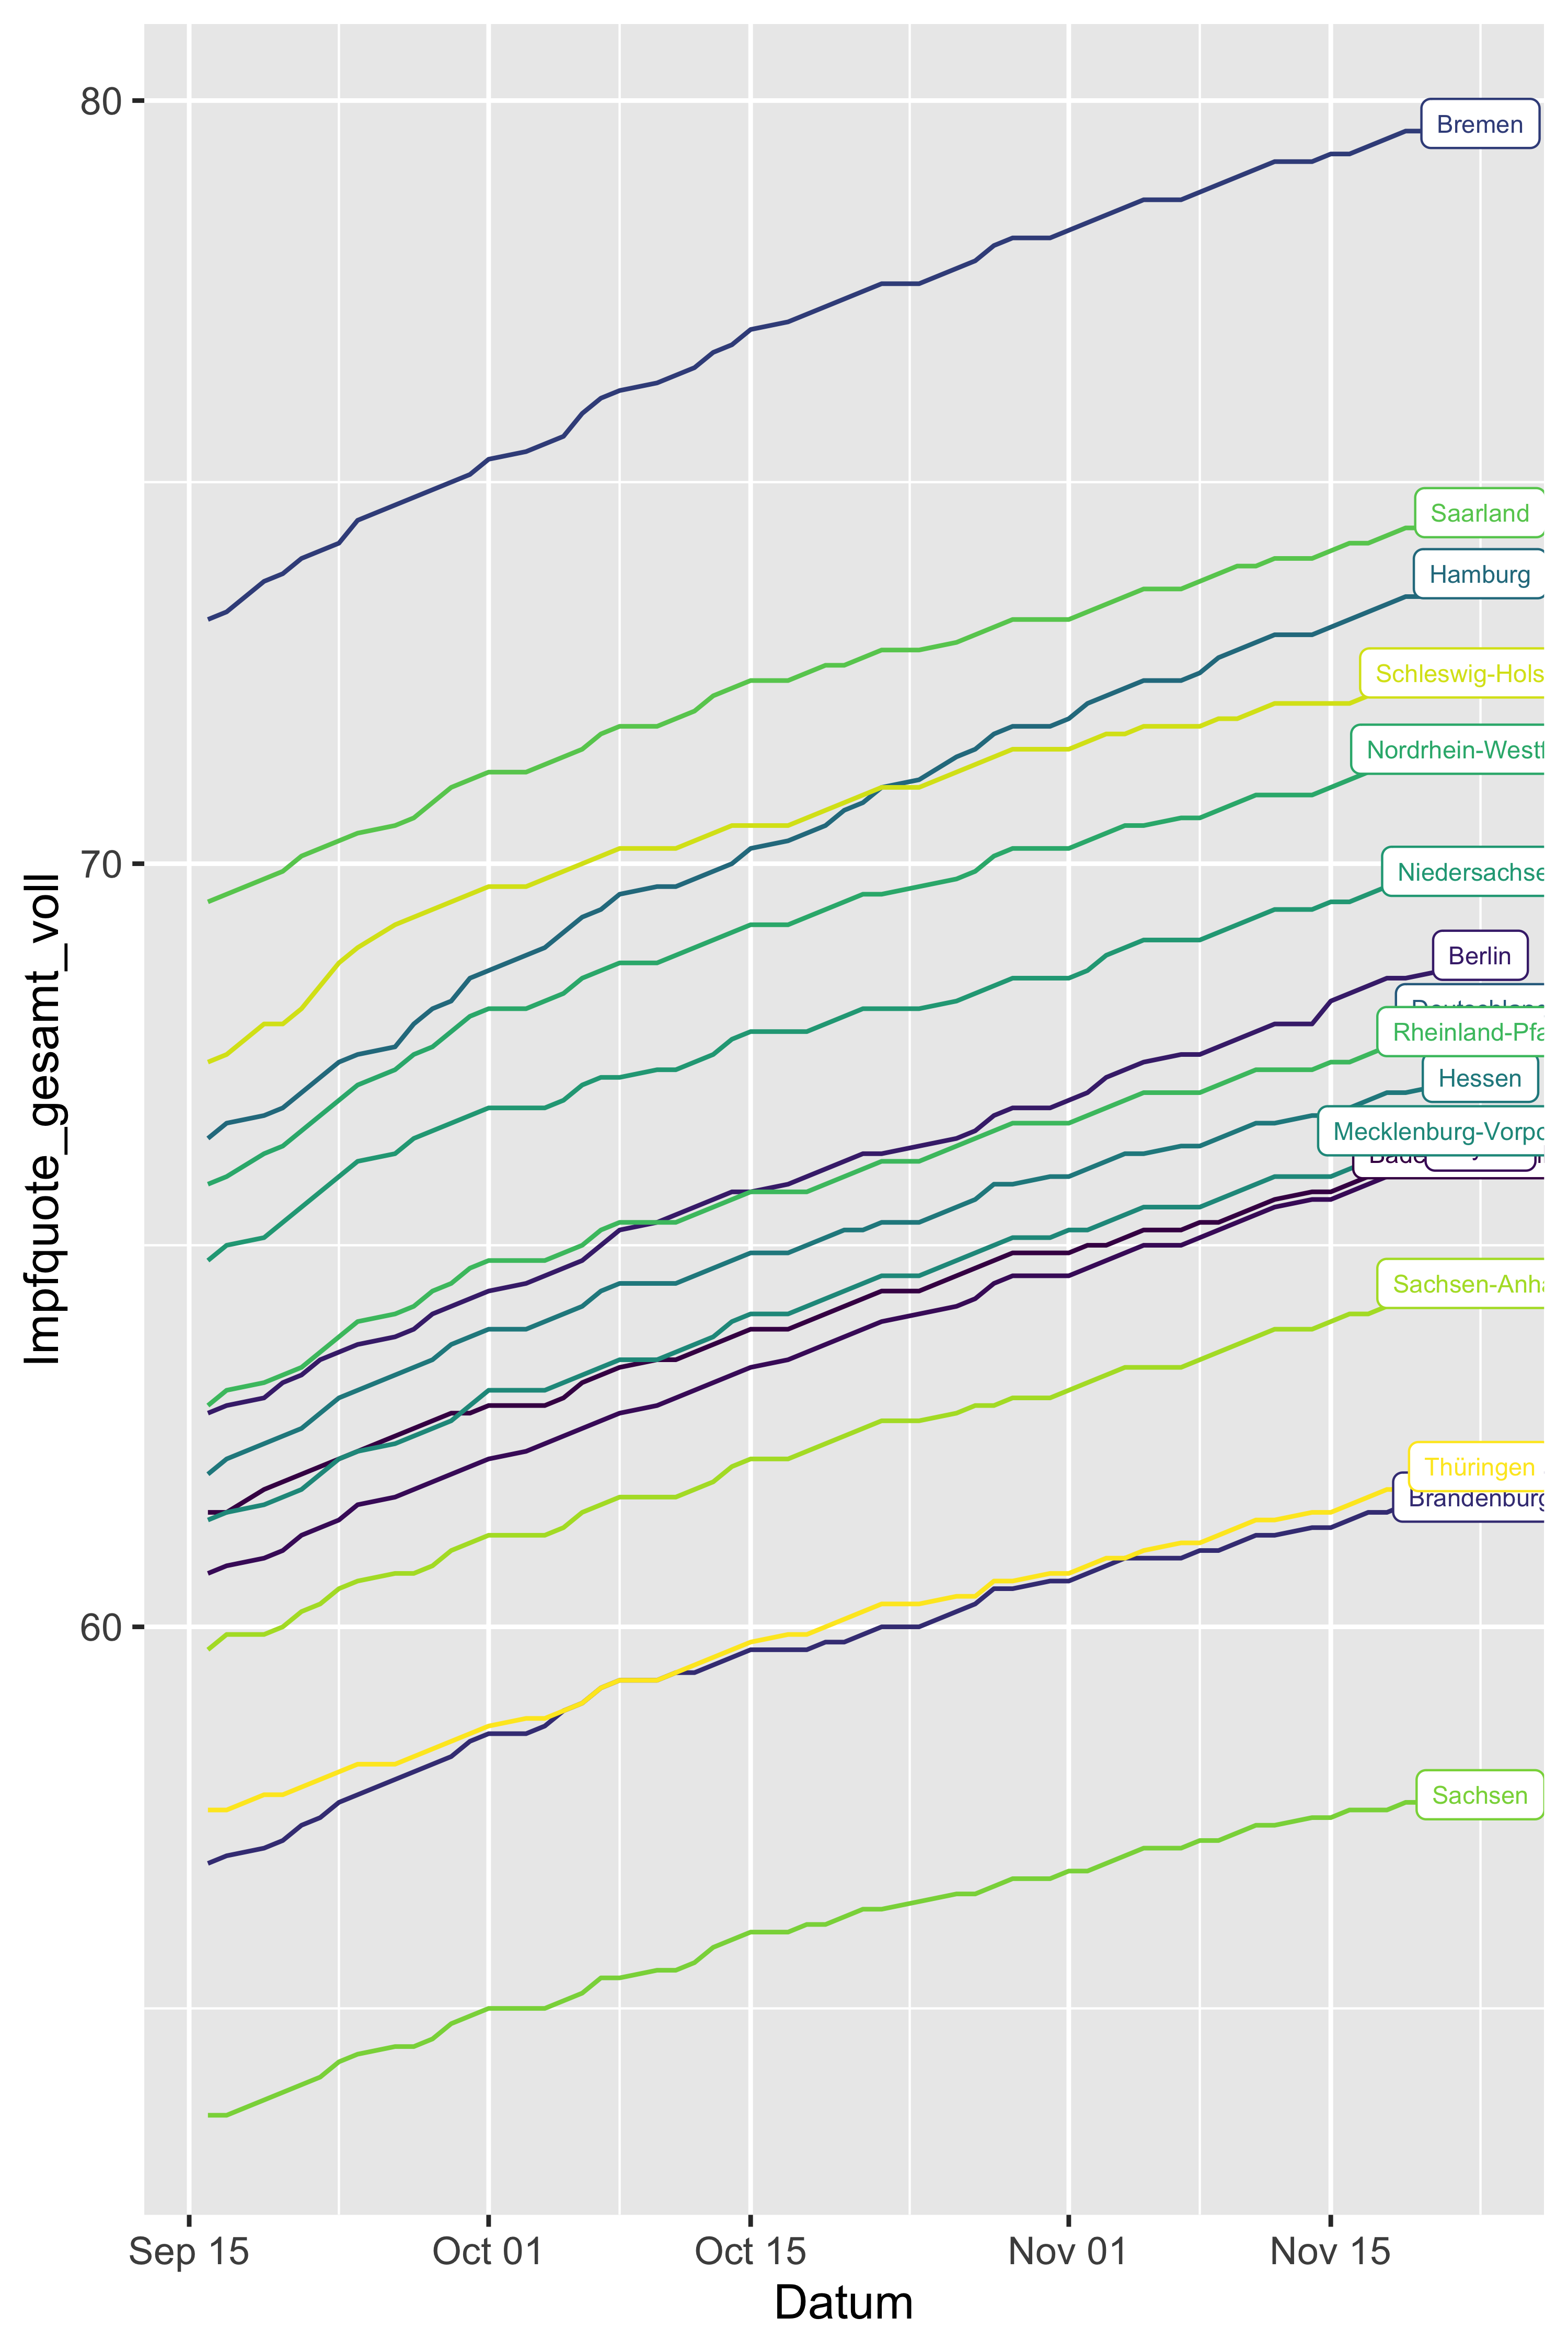 80
70
60
Impfquote_gesamt_voll
Bremen
Saarland
Hamburg
Schleswig-Hols
Nordrhein-Westf
Niedersachse
Berlin
Rheinland-Pfa
Hessen
Mecklenburg-Vorpo
Sachsen-Anha
Thüringen
Brandenburg
Sachsen
Sep 15
Oct 01
Oct 15
Nov 01
Nov 15
Datum